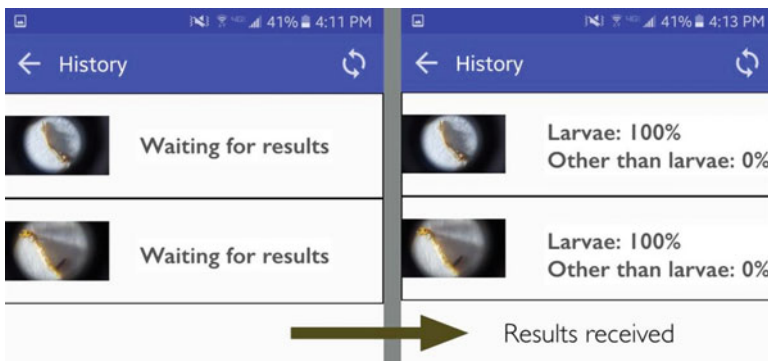 41% 4:11 PM
History
Waiting for results
Waiting for results
41% 4:13 PM
History
Larvae: 100%
Other than larvae: 0%
Larvae: 100%
Other than larvae: 0%
Results received